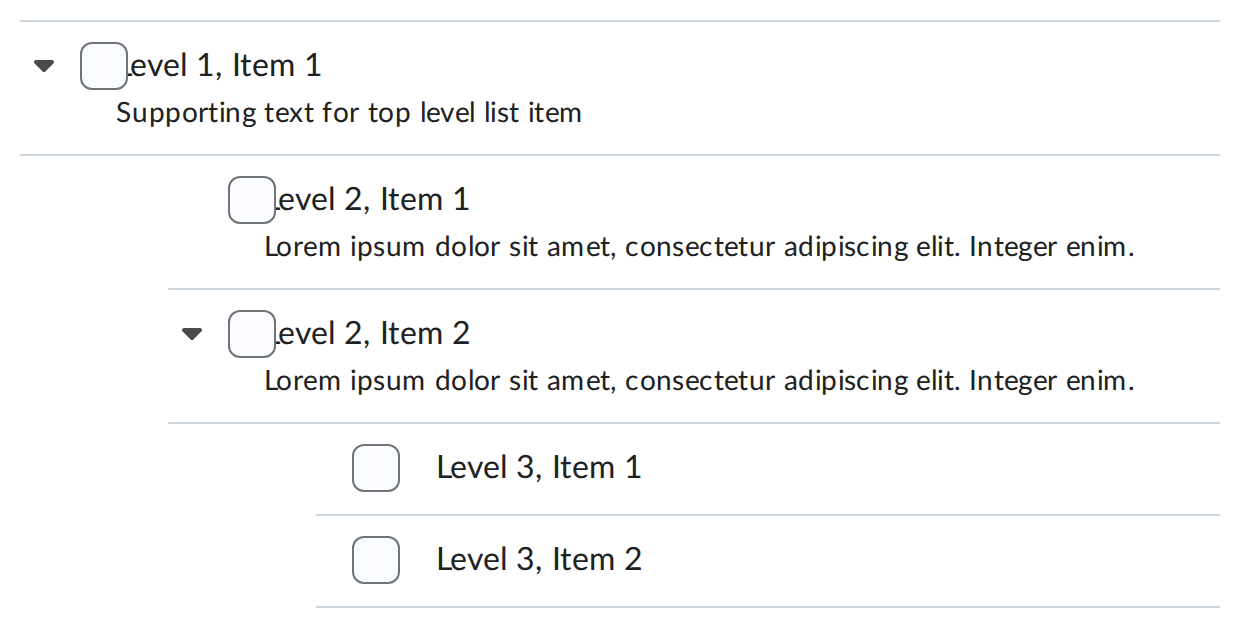 Level 1, Item 1
Supporting text for top level list item
Level 2, Item 1
Lorem ipsum dolor sit amet, consectetur adipiscing elit. Integer enim.
Level 2, Item 2
Lorem ipsum dolor sit amet, consectetur adipiscing elit. Integer enim.
Level 3, Item 1
Level 3, Item 2